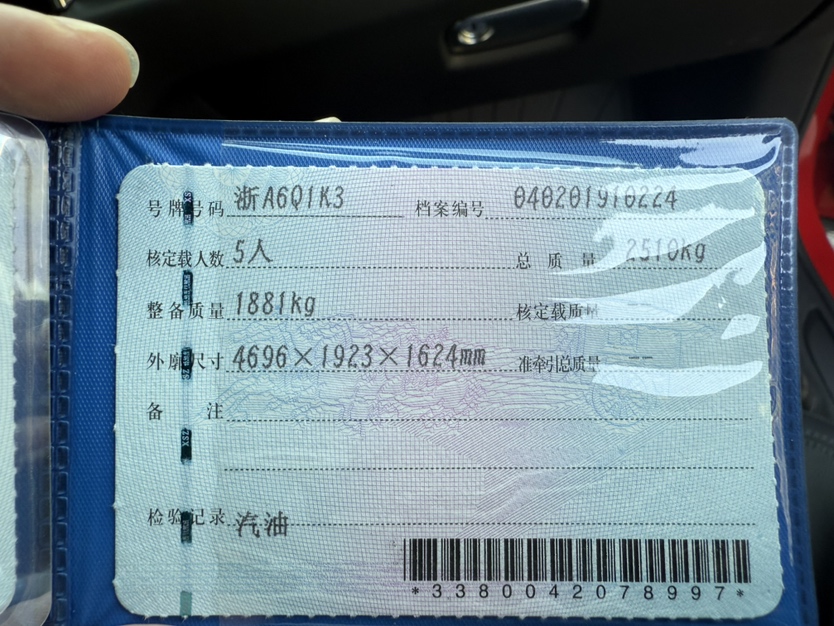 号牌号码 浙A6Q1K3 档案编号 040201910224
核定载人数 5人 总质量 2510kg
整备质量 1881kg 核定载质量 --
外廓尺寸 4696×1923×1624mm 准牵引总质量 --
备注
检验记录 汽油
*3380042078997*